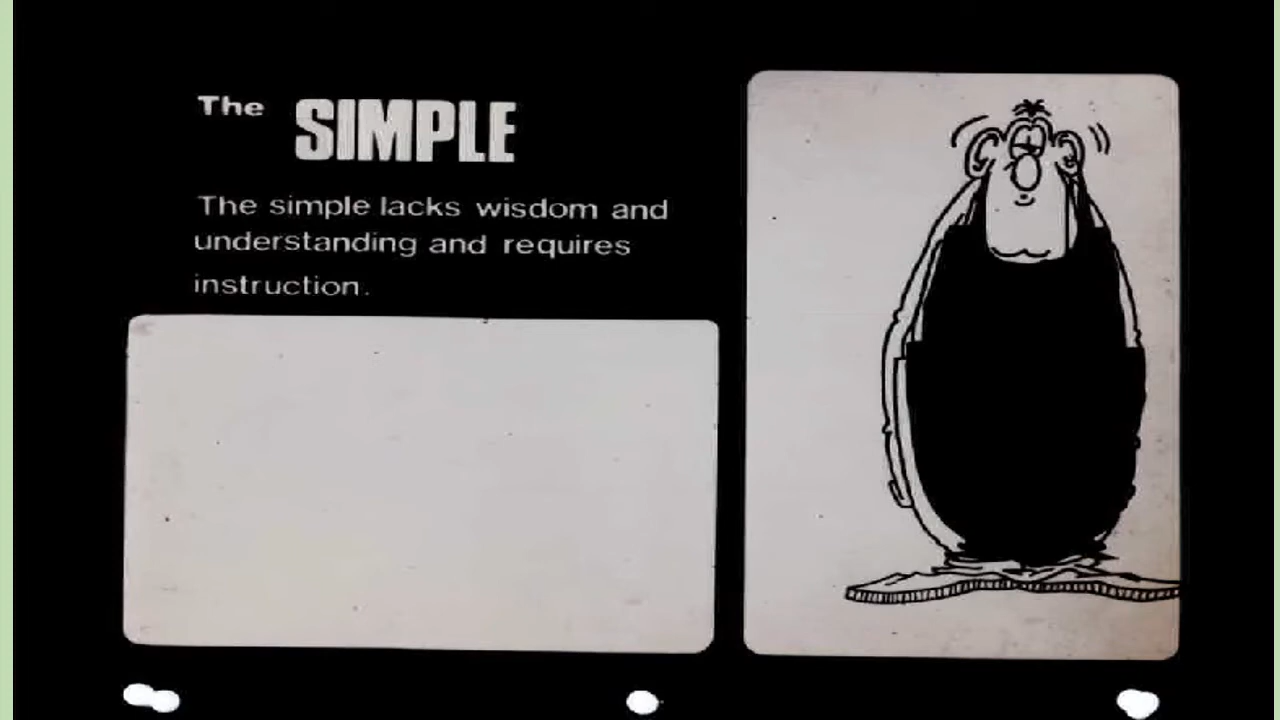 The SIMPLE
The simple lacks wisdom and
understanding and requires
instruction.